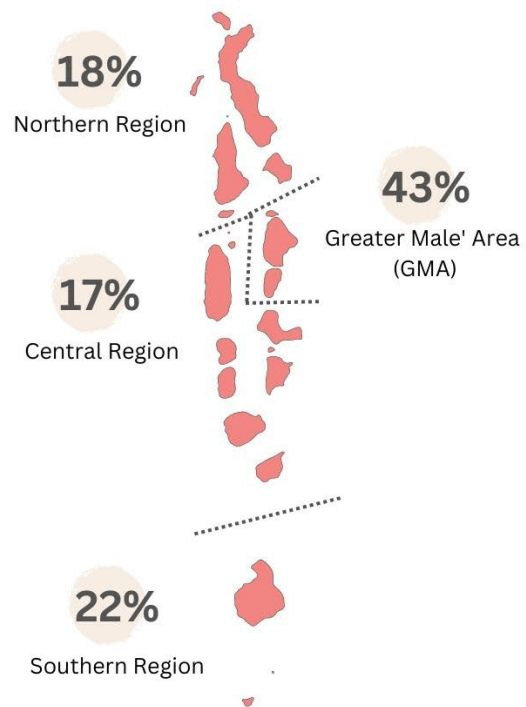 18%
Northern Region
43%
Greater Male' Area
(GMA)
17%
Central Region
22%
Southern Region